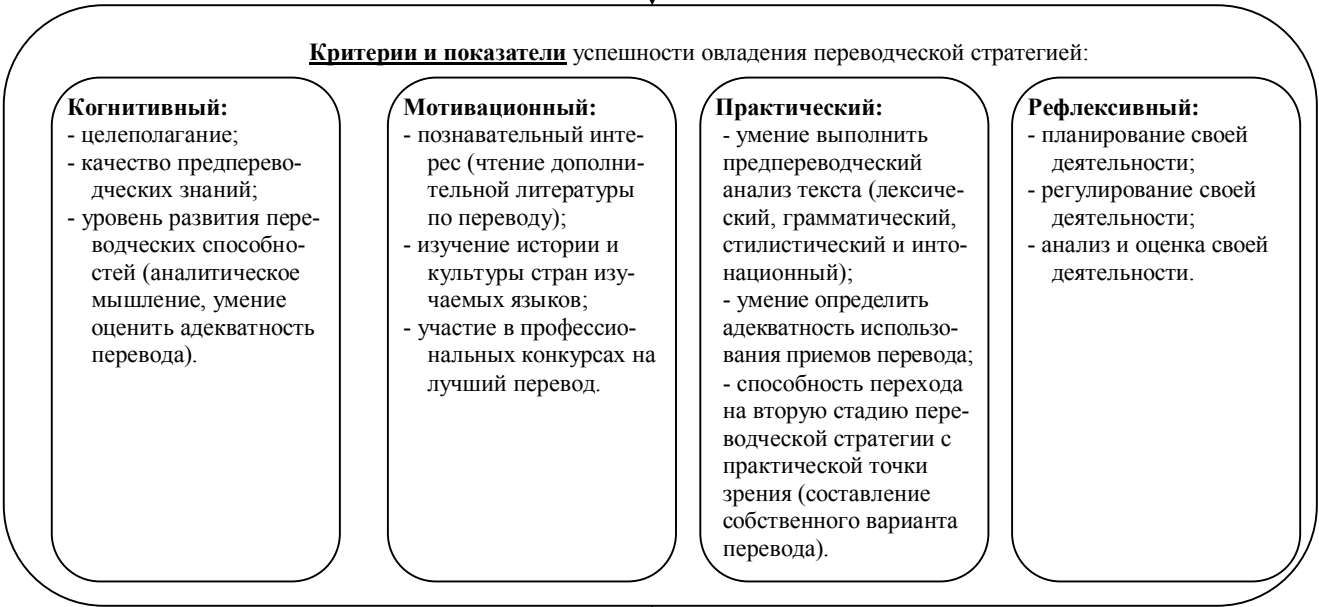 Критерии и показатели успешности овладения переводческой стратегией:
Когнитивный:
- целеполагание;
- качество предперево-
дческих знаний;
- уровень развития пере-
водческих способно-
стей (аналитическое
мышление, умение
оценить адекватность
перевода).
Мотивационный:
- познавательный инте-
рес (чтение дополни-
тельной литературы
по переводу);
- изучение истории и
культуры стран изу-
чаемых языков;
- участие в профессио-
нальных конкурсах на
лучший перевод.
Практический:
- умение выполнить
предпереводческий
анализ текста (лексиче-
ский, грамматический,
стилистический и инто-
национный);
- умение определить
адекватность использо-
вания приемов перевода;
- способность перехода
на вторую стадию пере-
водческой стратегии с
практической точки
зрения (составление
собственного варианта
перевода).
Рефлексивный:
- планирование своей
деятельности;
- регулирование своей
деятельности;
- анализ и оценка своей
деятельности.